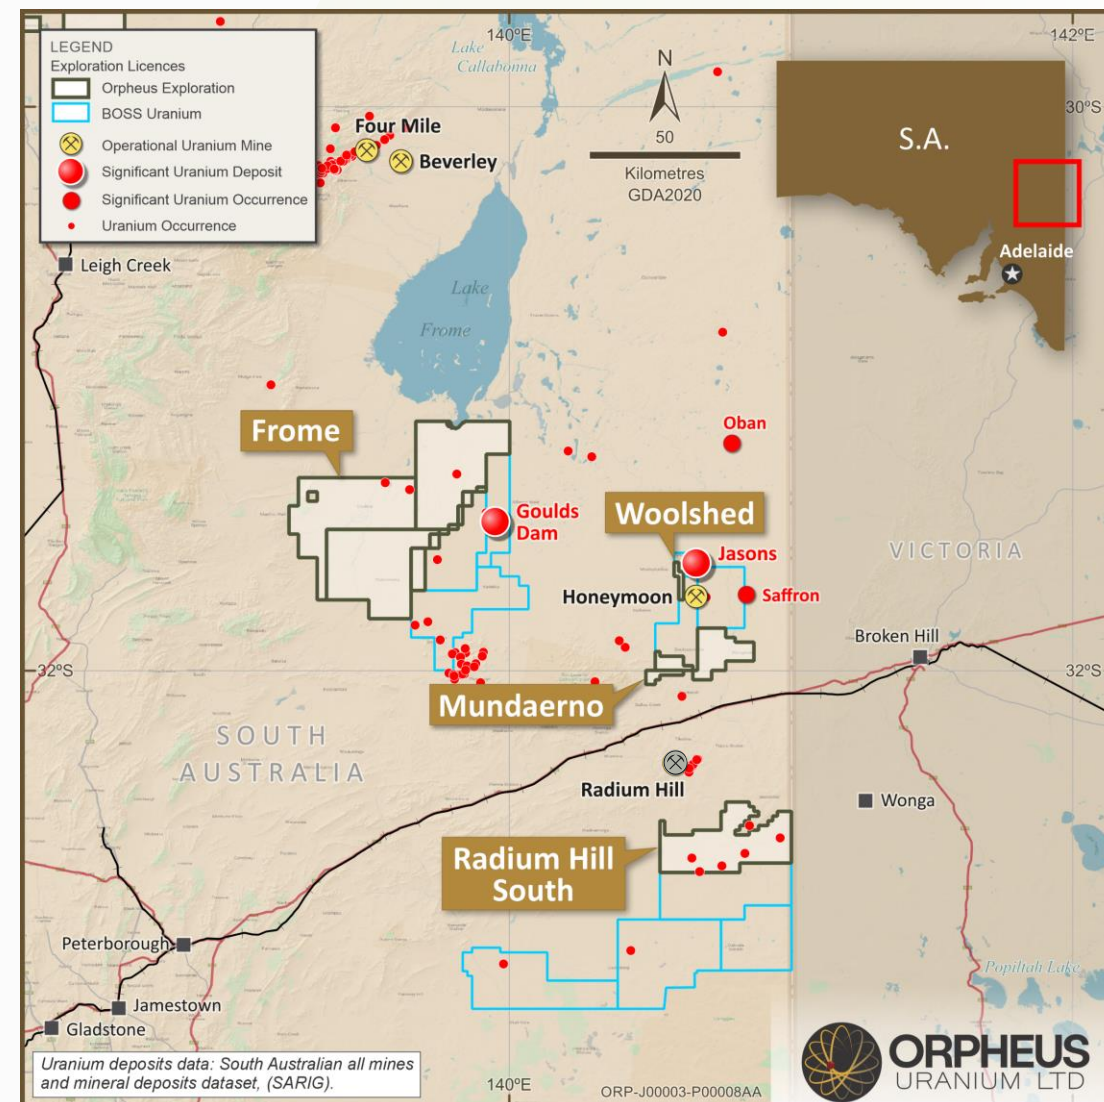 LEGEND
Exploration Licences
Orpheus Exploration
BOSS Uranium
Operational Uranium Mine
Significant Uranium Deposit
Significant Uranium Occurrence
Uranium Occurrence
140°E
142°E
Lake
Callabonna
N
50
Kilometres
GDA2020
30°S
S.A.
Adelaide
Four Mile
Beverley
Leigh Creek
Lake
Frome
Frome
Oban
Goulds
Dam
Woolshed
Jasons
VICTORIA
Honeymoon
Saffron
Broken Hill
32°S
32°S
Mundaerno
SOUTH
AUSTRALIA
Radium Hill
Wonga
Radium Hill
South
Peterborough
Popiltah Lake
Jamestown
Gladstone
Uranium deposits data: South Australian all mines
and mineral deposits dataset, (SARIG).
140°E
ORP-J00003-P00008AA
ORPHEUS
URANIUM LTD